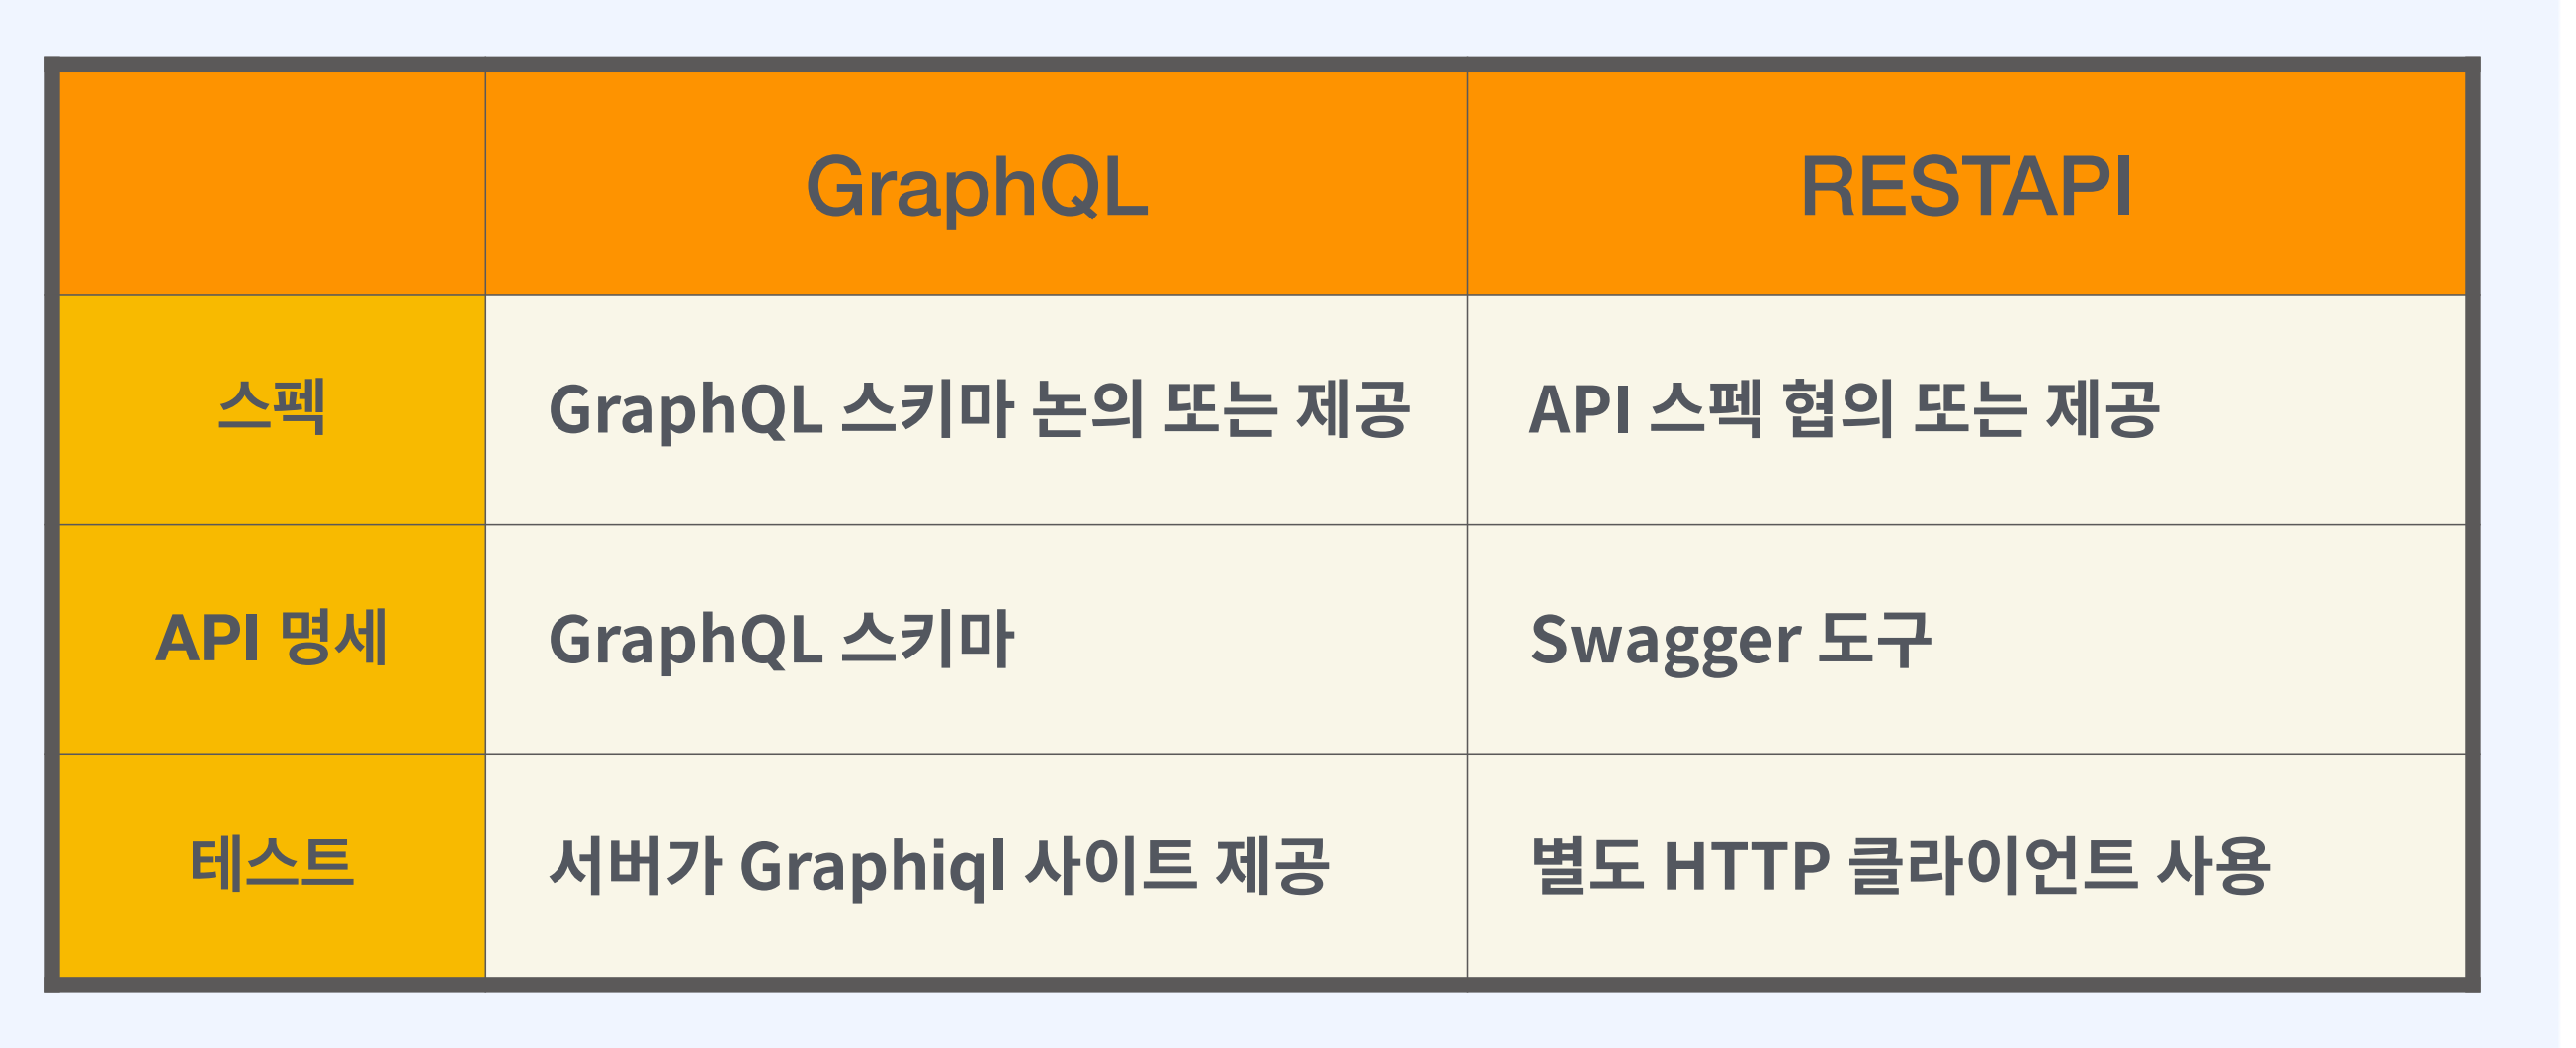 GraphQL
RESTAPI
스펙
GraphQL 스키마 논의 또는 제공
API 스펙 협의 또는 제공
API 명세
GraphQL 스키마
Swagger 도구
테스트
서버가 Graphiql 사이트 제공
별도 HTTP 클라이언트 사용